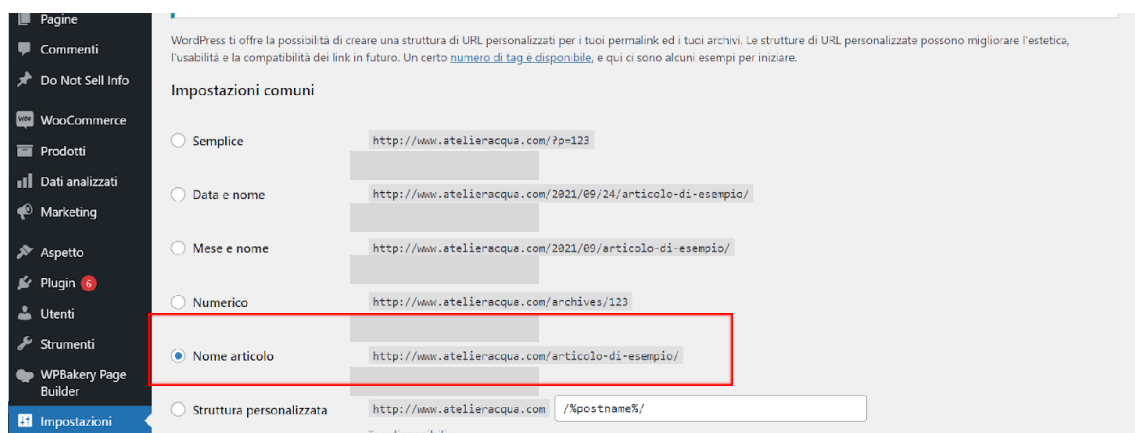 Pagine
Commenti
Do Not Sell Info
WooCommerce
Prodotti
Dati analizzati
Marketing
Aspetto
Plugin 6
Utenti
Strumenti
WPBakery Page
Builder
Impostazioni
WordPress ti offre la possibilità di creare una struttura di URL personalizzati per i tuoi permalink ed i tuoi archivi. Le strutture di URL personalizzate possono migliorare l'estetica,
l'usabilità e la compatibilità dei link in futuro. Un certo numero di tag è disponibile, e qui ci sono alcuni esempi per iniziare.
Impostazioni comuni
Semplice http://www.atelieracqua.com/?p=123
Data e nome http://www.atelieracqua.com/2021/09/24/articolo-di-esempio/
Mese e nome http://www.atelieracqua.com/2021/09/articolo-di-esempio/
Numerico http://www.atelieracqua.com/archives/123
Nome articolo http://www.atelieracqua.com/articolo-di-esempio/
Struttura personalizzata http://www.atelieracqua.com /%postname%/